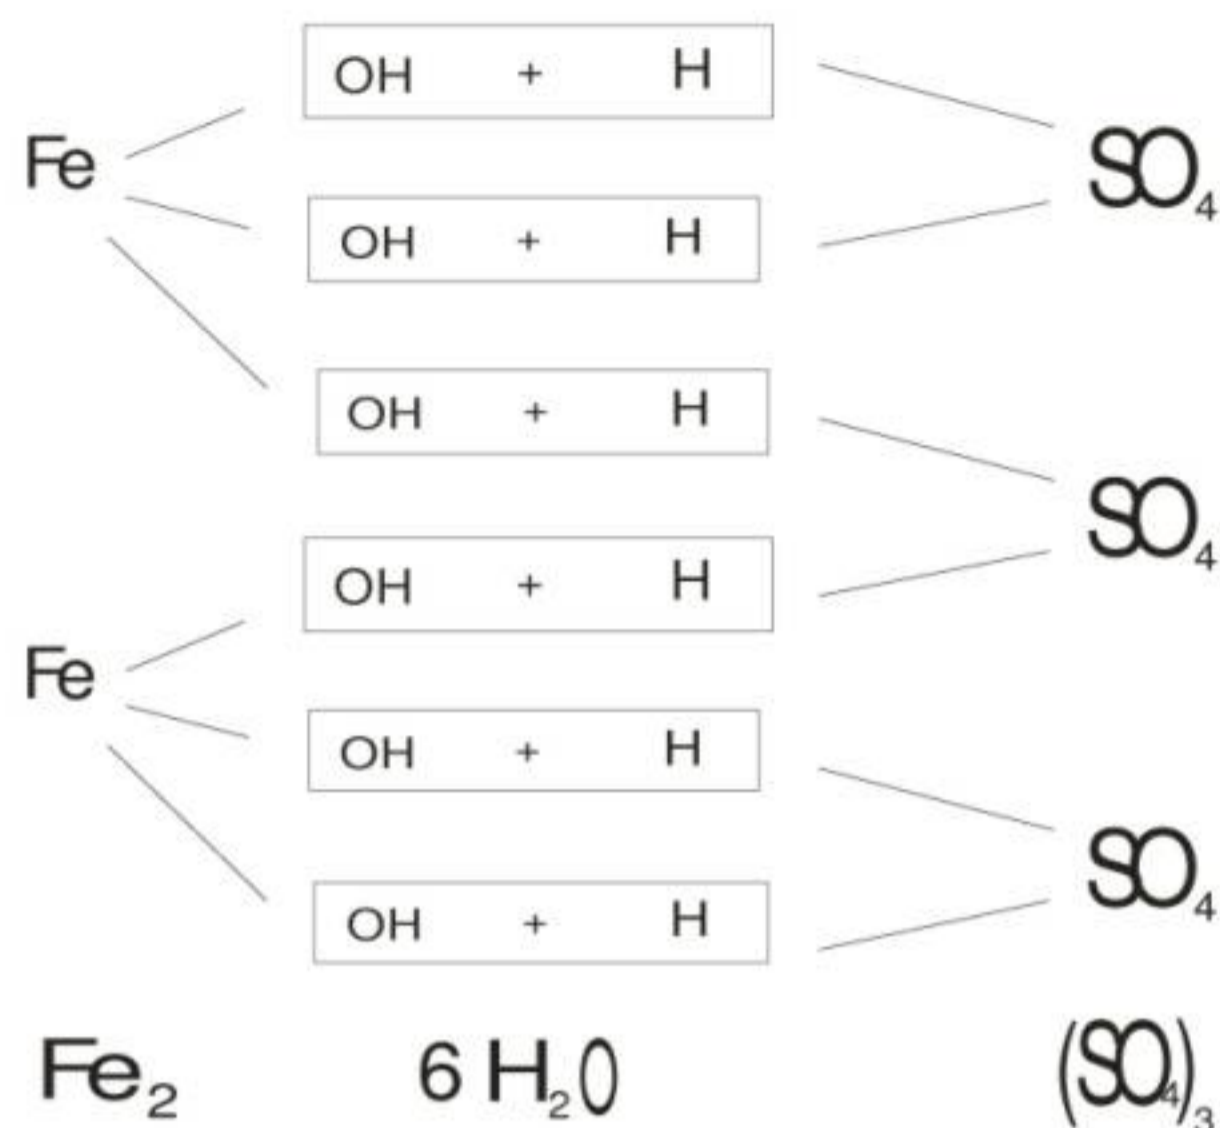 OH + H
Fe SO₄
OH + H
OH + H
SO₄
OH + H
Fe
OH + H
SO₄
OH + H
Fe₂ 6 H₂O (SO₄)₃